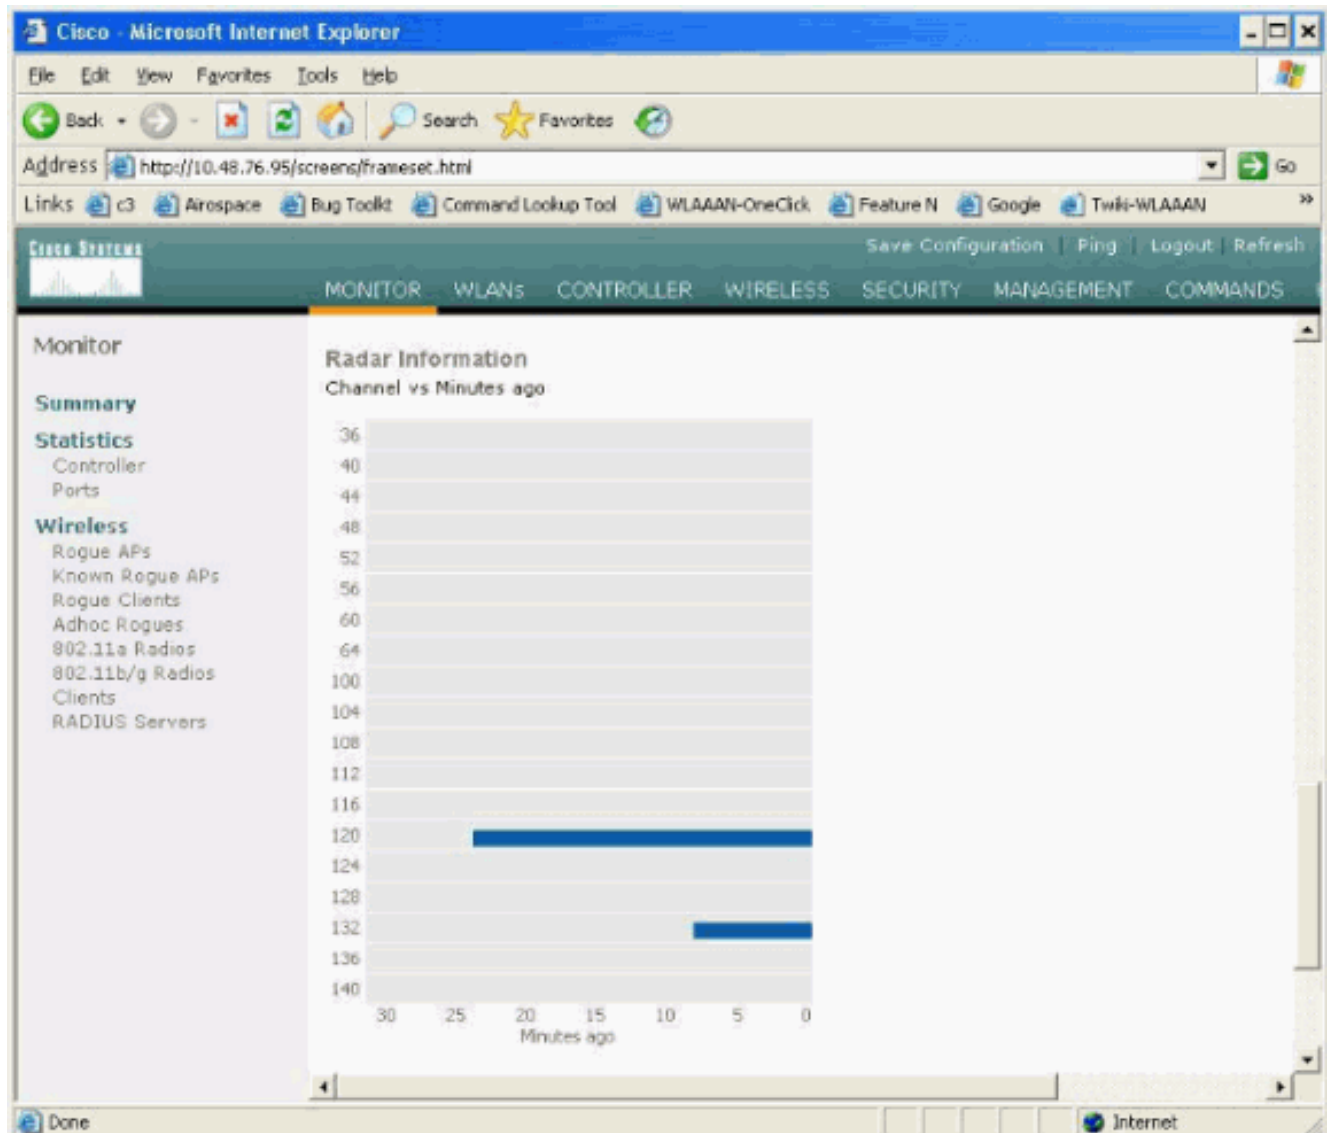 Cisco - Microsoft Internet Explorer
File Edit View Favorites Tools Help
Back Search Favorites
Address http://10.48.76.95/screens/frameset.html Go
Links c3 Airospace Bug Toolkit Command Lookup Tool WLAAAN-OneClick Feature N Google Twiki-WLAAAN »
CISCO SYSTEMS
Save Configuration | Ping | Logout | Refresh
MONITOR WLANs CONTROLLER WIRELESS SECURITY MANAGEMENT COMMANDS
Monitor
Summary
Statistics
Controller
Ports
Wireless
Rogue APs
Known Rogue APs
Rogue Clients
Adhoc Rogues
802.11a Radios
802.11b/g Radios
Clients
RADIUS Servers
Radar Information
Channel vs Minutes ago
36
40
44
48
52
56
60
64
100
104
108
112
116
120
124
128
132
136
140
30 25 20 15 10 5 0
Minutes ago
Done Internet